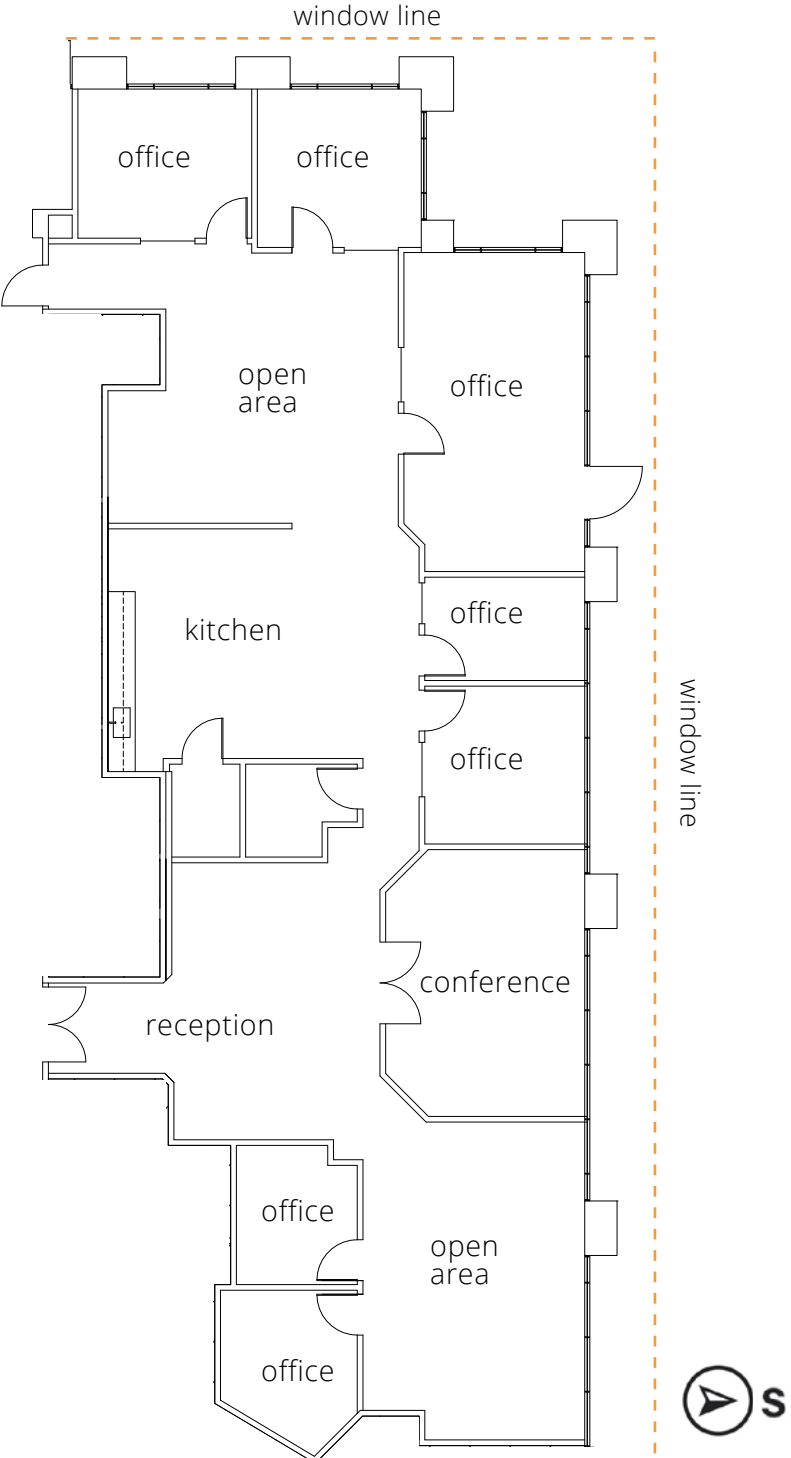 window line
office
office
open
area
office
office
kitchen
window line
office
conference
reception
office
open
area
office
S